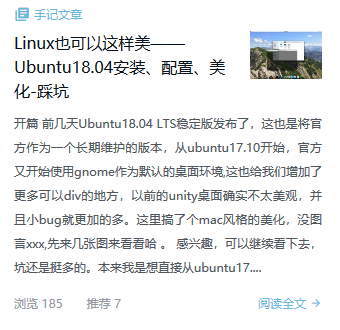 手记文章
Linux也可以这样美——
Ubuntu18.04安装、配置、美
化-踩坑
开篇 前几天Ubuntu18.04 LTS稳定版发布了，这也是将官
方作为一个长期维护的版本，从ubuntu17.10开始，官方
又开始使用gnome作为默认的桌面环境,这也给我们增加了
更多可以div的地方，以前的unity桌面确实不太美观，并
且小bug就更加的多。这里搞了个mac风格的美化，没图
言xxx,先来几张图来看看哈 。 感兴趣，可以继续看下去，
坑还是挺多的。本来我是想直接从ubuntu17....
浏览 185 推荐 7 阅读全文 →